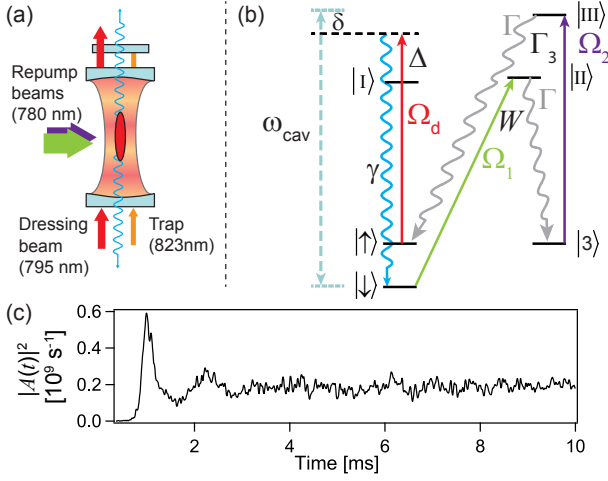 (a)
Repump
beams
(780 nm)
Dressing
beam
(795 nm)
Trap
(823nm)
(b)
δ
ω_cav
|I⟩
Δ
Ω_d
γ
|↑⟩
|↓⟩
|III⟩
Γ
Γ_3
Ω_2
|II⟩
Γ
W
Ω_1
|3⟩
(c)
|A(t)|²
[10⁹ s⁻¹]
0.6
0.4
0.2
0.0
2
4
6
8
10
Time [ms]